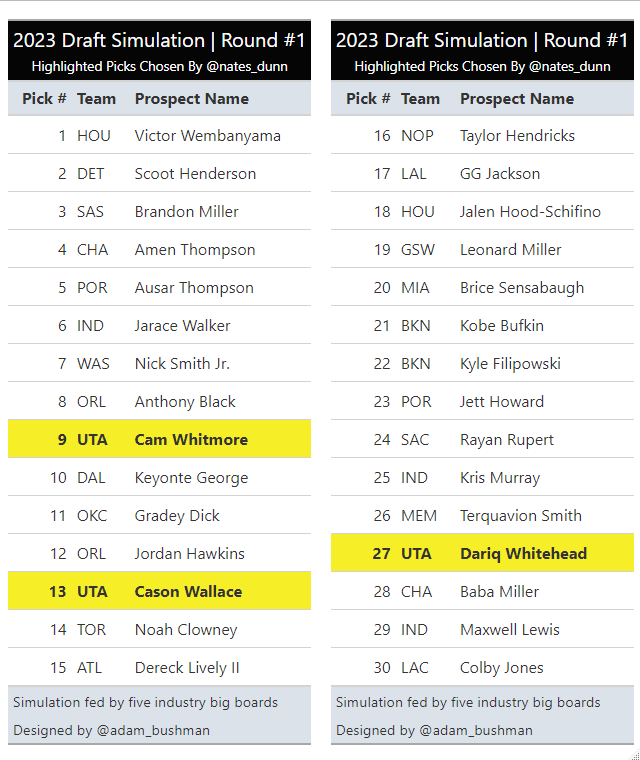 2023 Draft Simulation | Round #1
Highlighted Picks Chosen By @nates_dunn
Pick # Team Prospect Name
1 HOU Victor Wembanyama
2 DET Scoot Henderson
3 SAS Brandon Miller
4 CHA Amen Thompson
5 POR Ausar Thompson
6 IND Jarace Walker
7 WAS Nick Smith Jr.
8 ORL Anthony Black
9 UTA Cam Whitmore
10 DAL Keyonte George
11 OKC Gradey Dick
12 ORL Jordan Hawkins
13 UTA Cason Wallace
14 TOR Noah Clowney
15 ATL Dereck Lively II
Simulation fed by five industry big boards
Designed by @adam_bushman
2023 Draft Simulation | Round #1
Highlighted Picks Chosen By @nates_dunn
Pick # Team Prospect Name
16 NOP Taylor Hendricks
17 LAL GG Jackson
18 HOU Jalen Hood-Schifino
19 GSW Leonard Miller
20 MIA Brice Sensabaugh
21 BKN Kobe Bufkin
22 BKN Kyle Filipowski
23 POR Jett Howard
24 SAC Rayan Rupert
25 IND Kris Murray
26 MEM Terquavion Smith
27 UTA Dariq Whitehead
28 CHA Baba Miller
29 IND Maxwell Lewis
30 LAC Colby Jones
Simulation fed by five industry big boards
Designed by @adam_bushman